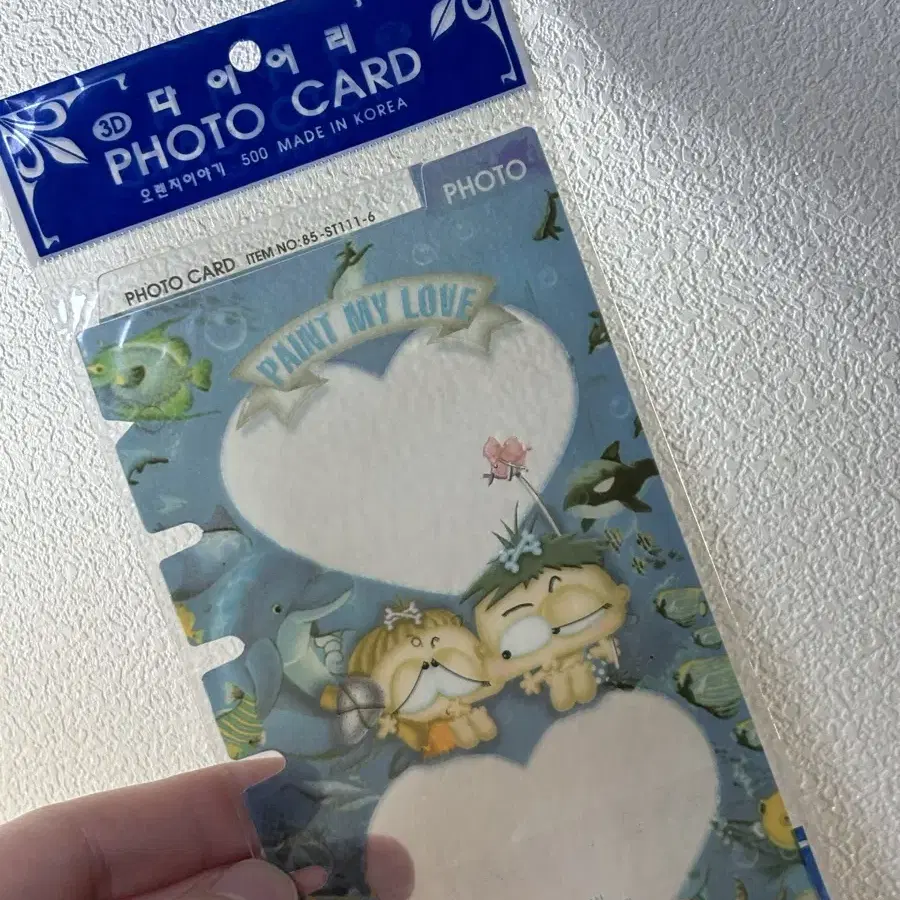 다이어리
3D PHOTO CARD
오렌지이야기 500 MADE IN KOREA
PHOTO
PHOTO CARD ITEM NO:85-ST111-6
PAINT MY LOVE